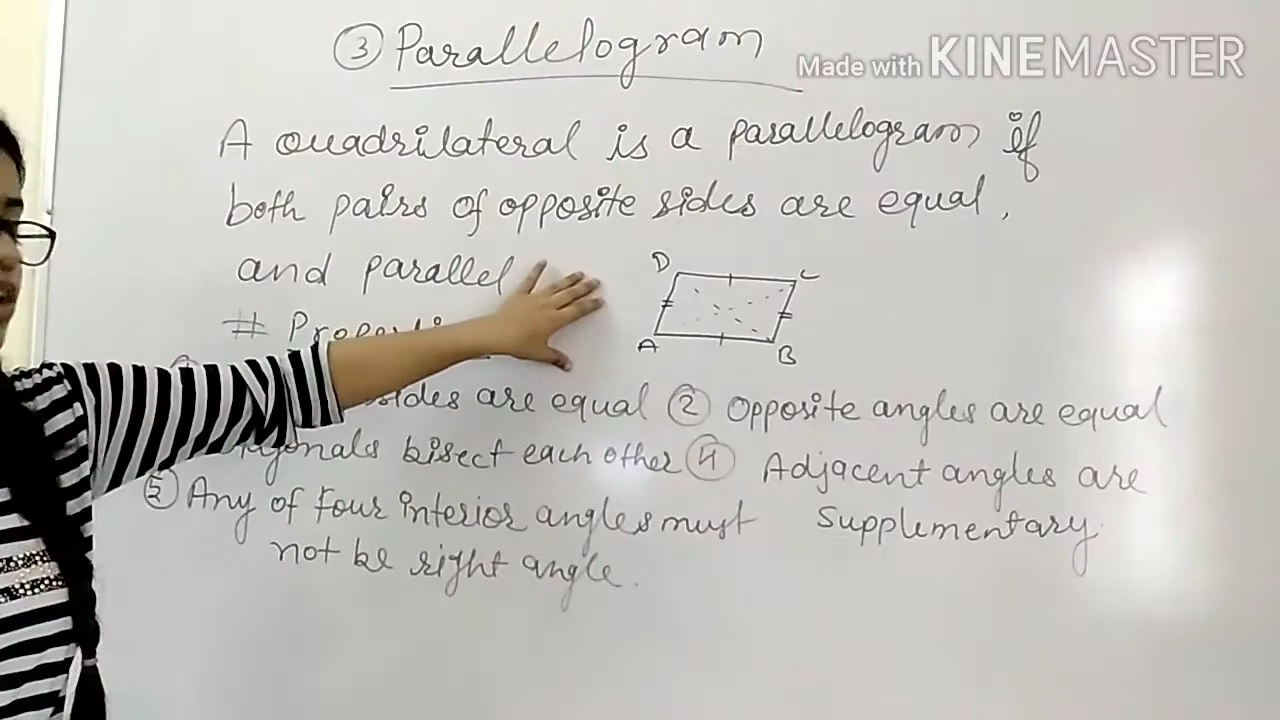 ③ Parallelogram
Made with KINEMASTER
A quadrilateral is a parallelogram if
both pairs of opposite sides are equal,
and parallel
D C
A B
sides are equal ② Opposite angles are equal
bisect each other ④ Adjacent angles are
⑤ Any of four interior angles must supplementary.
not be right angle.